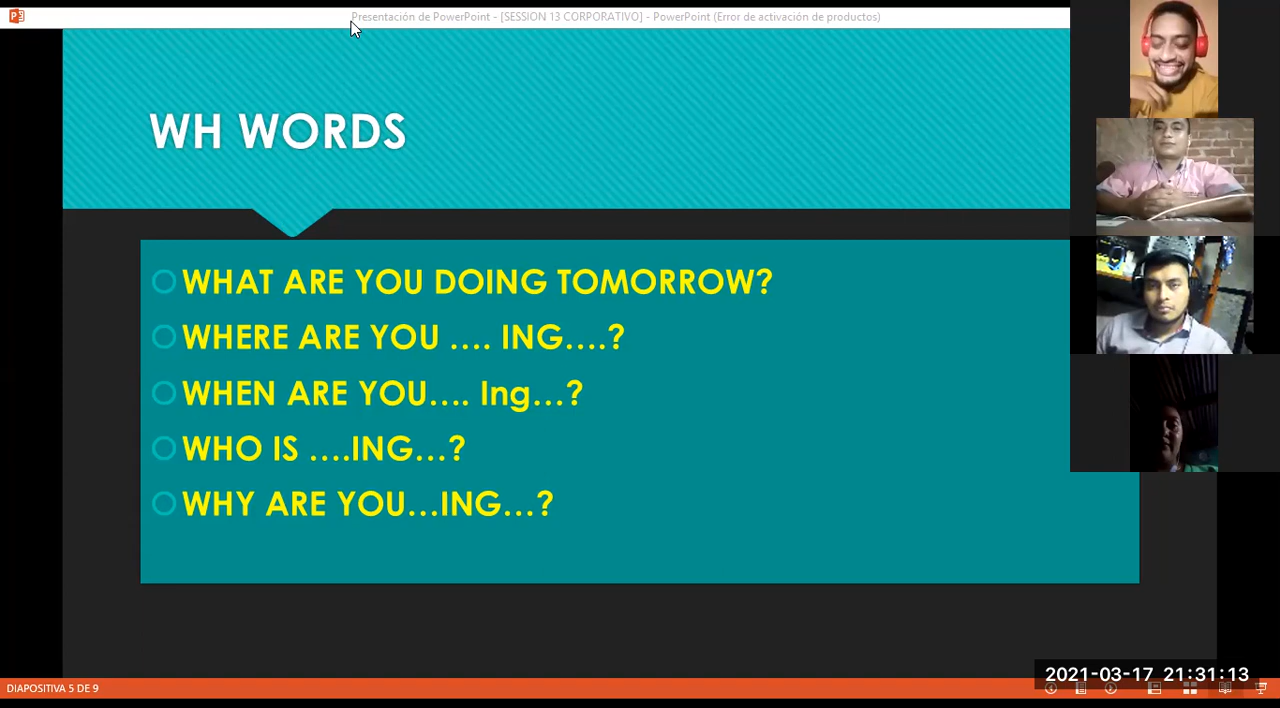 Presentación de PowerPoint - [SESSION 13 CORPORATIVO] - PowerPoint (Error de activación de productos)
WH WORDS
WHAT ARE YOU DOING TOMORROW?
WHERE ARE YOU .... ING....?
WHEN ARE YOU.... Ing...?
WHO IS ....ING...?
WHY ARE YOU...ING...?
2021-03-17 21:31:13
DIAPOSITIVA 5 DE 9